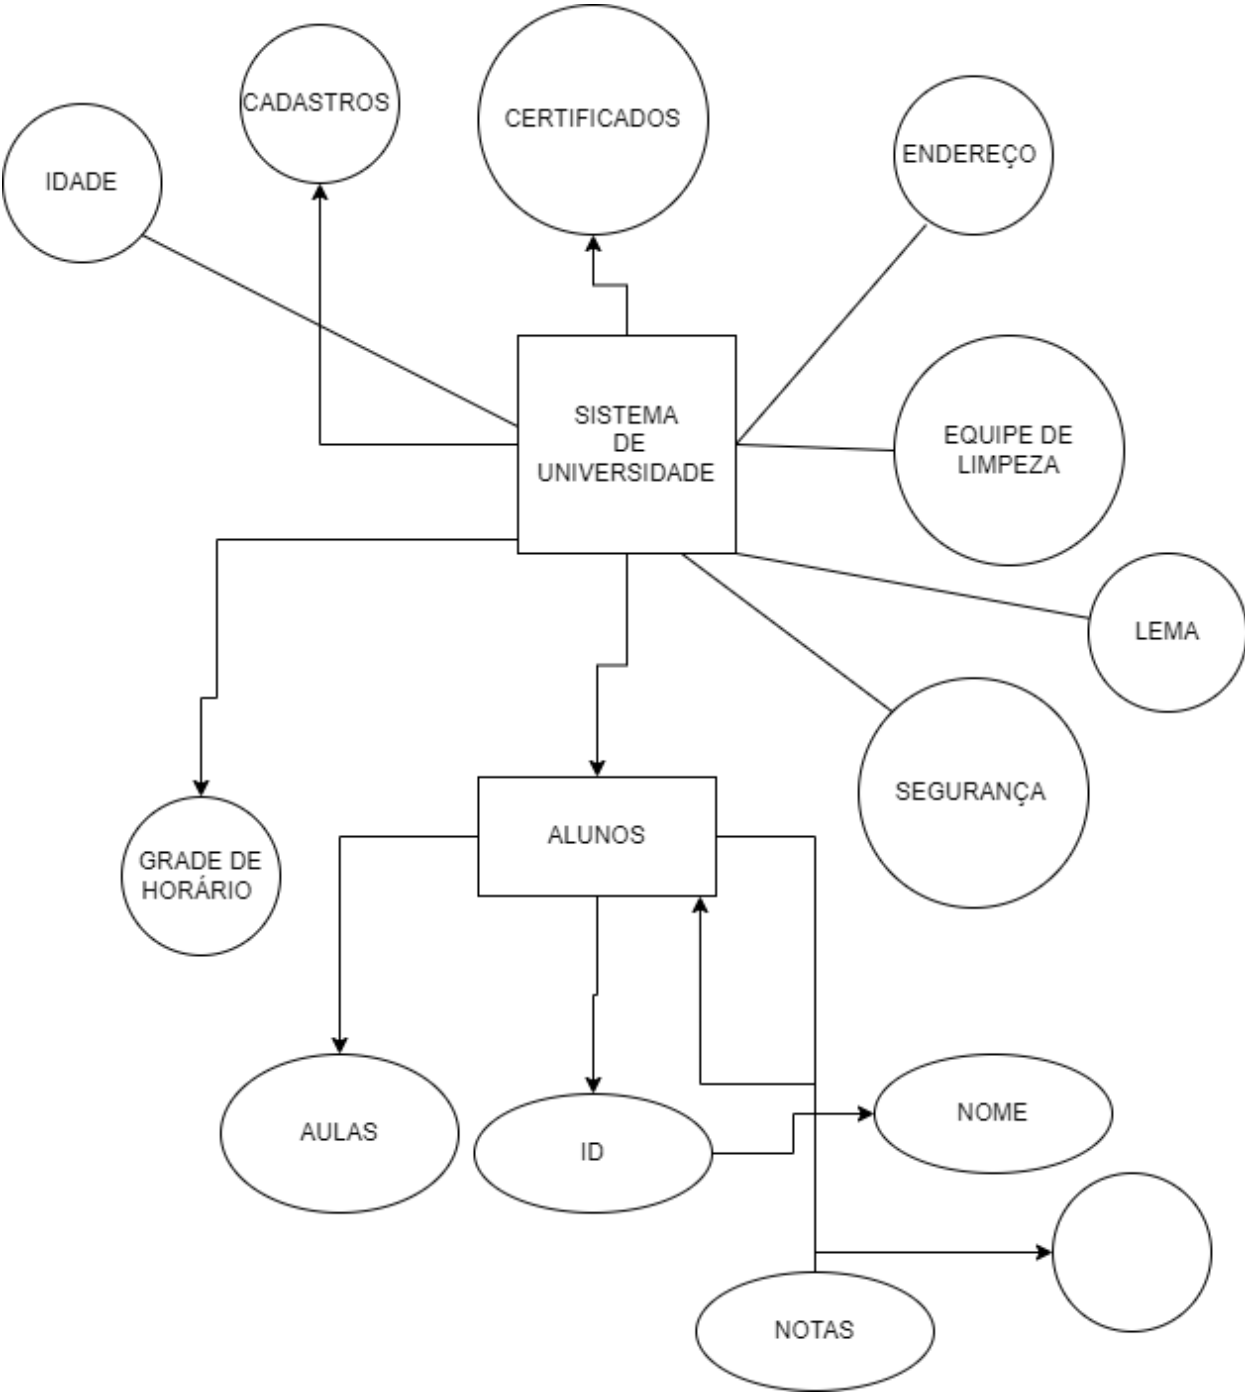 CADASTROS
CERTIFICADOS
ENDEREÇO
IDADE
SISTEMA
DE
UNIVERSIDADE
EQUIPE DE
LIMPEZA
LEMA
SEGURANÇA
ALUNOS
GRADE DE
HORÁRIO
NOME
AULAS
ID
NOTAS